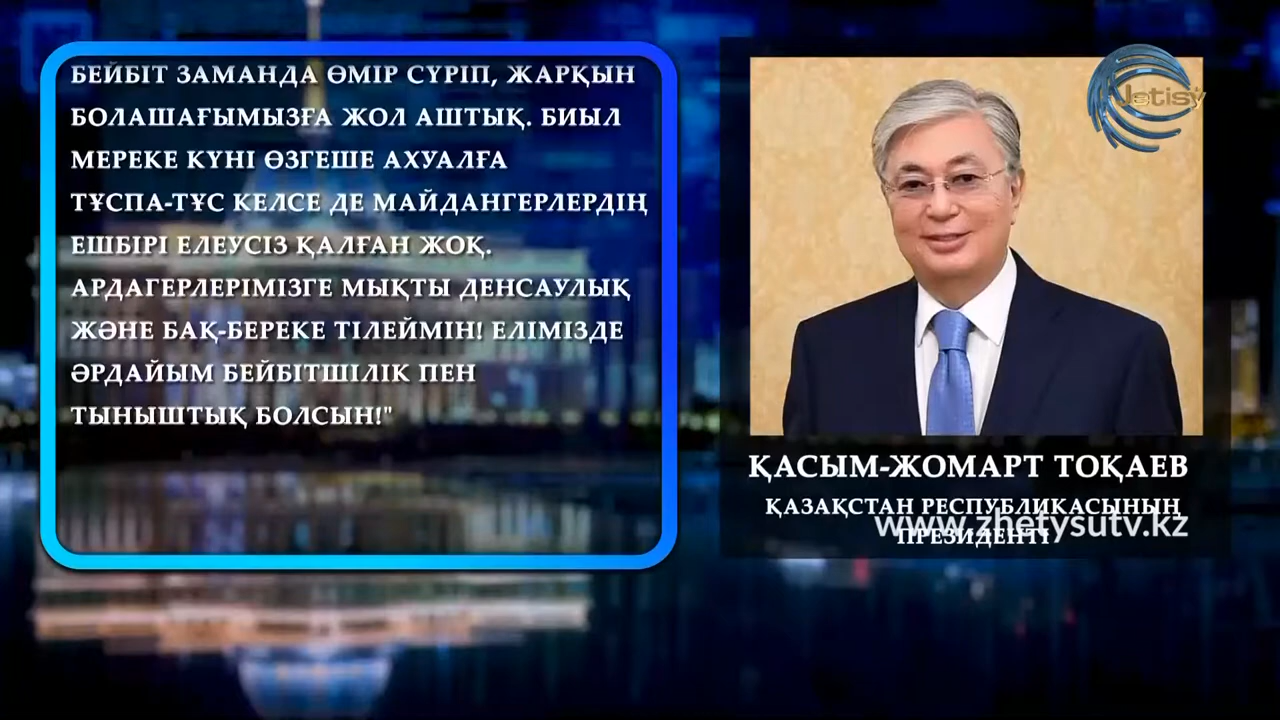 БЕЙБІТ ЗАМАНДА ӨМІР СҮРІП, ЖАРҚЫН
БОЛАШАҒЫМЫЗҒА ЖОЛ АШТЫҚ. БИЫЛ
МЕРЕКЕ КҮНІ ӨЗГЕШЕ АХУАЛҒА
ТҰСПА-ТҰС КЕЛСЕ ДЕ МАЙДАНГЕРЛЕРДІҢ
ЕШБІРІ ЕЛЕУСІЗ ҚАЛҒАН ЖОҚ.
АРДАГЕРЛЕРІМІЗГЕ МЫҚТЫ ДЕНСАУЛЫҚ
ЖӘНЕ БАҚ-БЕРЕКЕ ТІЛЕЙМІН! ЕЛІМІЗДЕ
ӘРДАЙЫМ БЕЙБІТШІЛІК ПЕН
ТЫНЫШТЫҚ БОЛСЫН!"
Jetisý
ҚАСЫМ-ЖОМАРТ ТОҚАЕВ
ҚАЗАҚСТАН РЕСПУБЛИКАСЫНЫҢ
ПРЕЗИДЕНТІ
www.zhetysutv.kz